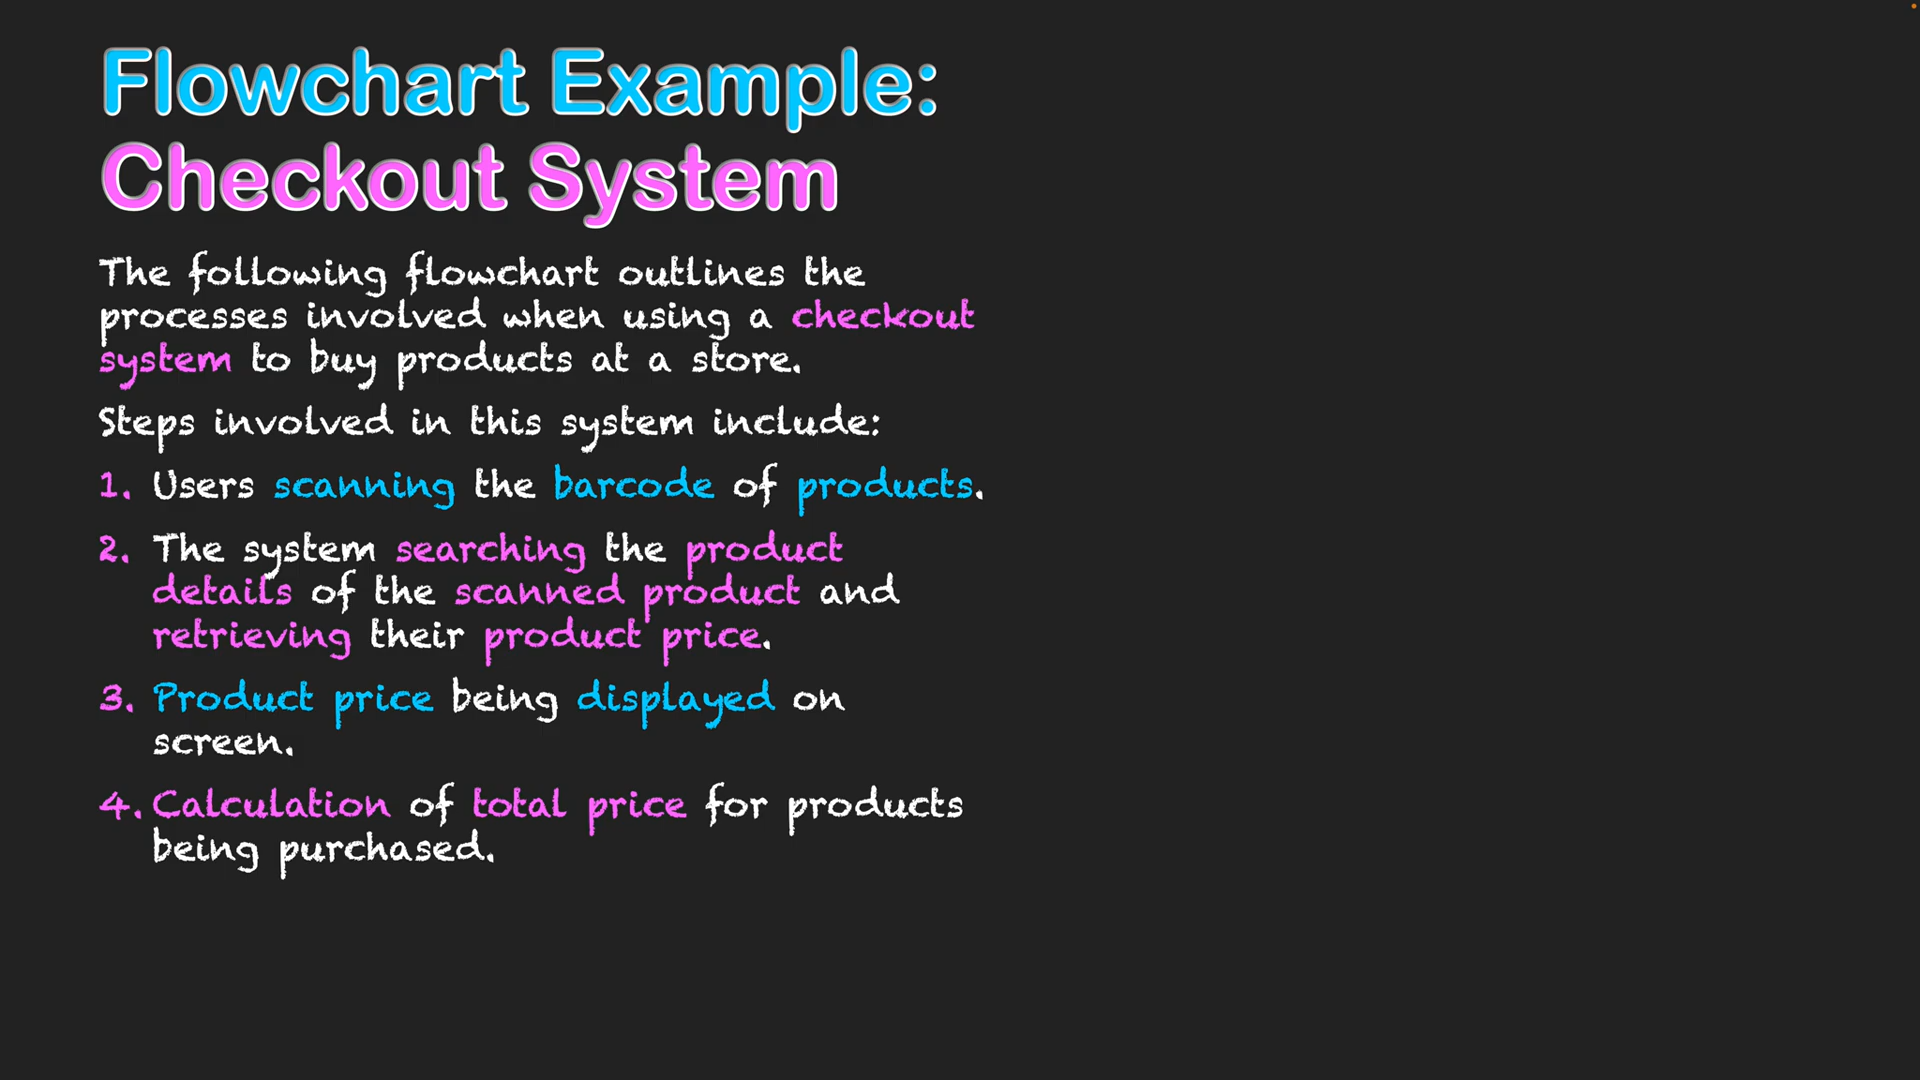 Flowchart Example:
Checkout System
The following flowchart outlines the
processes involved when using a checkout
system to buy products at a store.
Steps involved in this system include:
1. Users scanning the barcode of products.
2. The system searching the product
details of the scanned product and
retrieving their product price.
3. Product price being displayed on
screen.
4. Calculation of total price for products
being purchased.